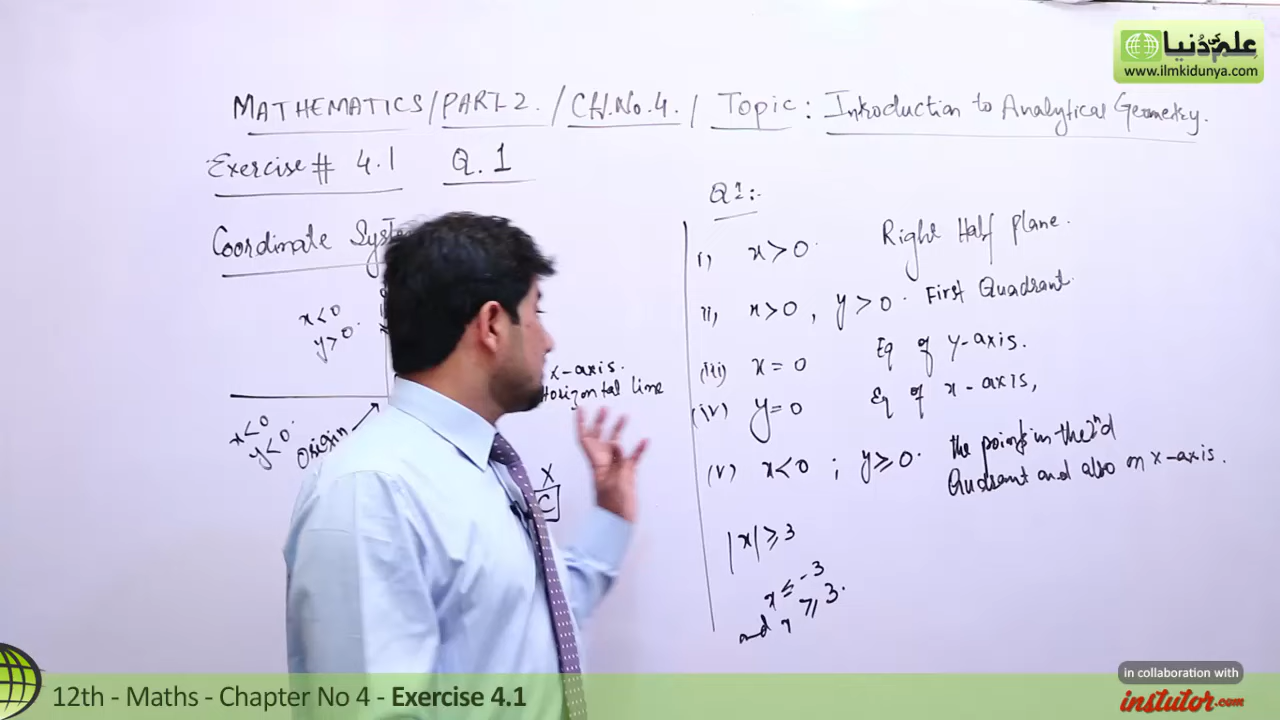 علم کی دُنیا
www.ilmkidunya.com
MATHEMATICS / PART-2. / CH.No.4. / Topic: Introduction to Analytical Geometry.
Exercise # 4.1 Q.1
Coordinate Syste
x<0
y>0.
x-axis.
Horizontal line
x<0
y<0.
origin
X
C
Q1:-
i) x>0. Right Half plane.
ii, x>0, y>0. First Quadrant.
(iii) x=0 Eq of y-axis.
(iv) y=0 Eq of x-axis,
(v) x<0 ; y≥0. the points in the 2nd
Quadrant and also on x-axis.
|x|≥3
x≤-3
and x≥3.
in collaboration with
instutor.com
12th - Maths - Chapter No 4 - Exercise 4.1